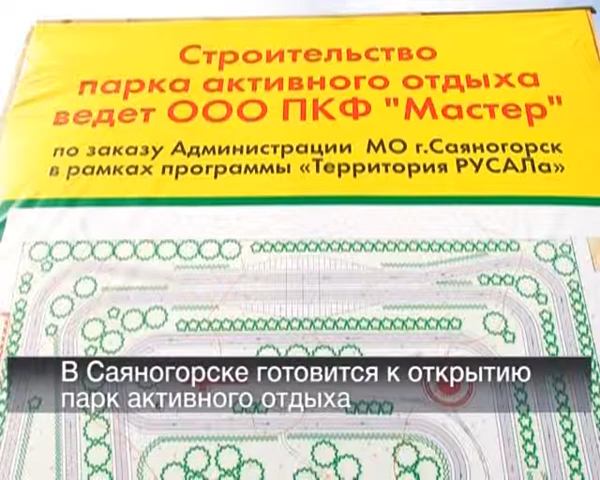 Строительство
парка активного отдыха
ведет ООО ПКФ "Мастер"
по заказу Администрации МО г.Саяногорск
в рамках программы «Территория РУСАЛа»
В Саяногорске готовится к открытию
парк активного отдыха